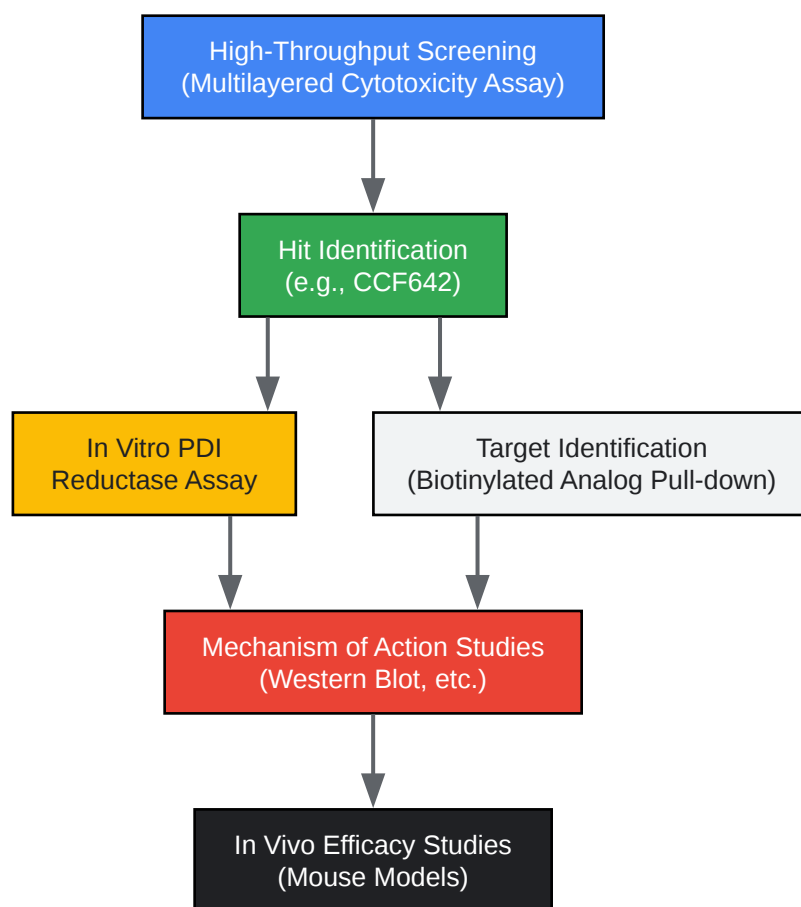 High-Throughput Screening
(Multilayered Cytotoxicity Assay)
Hit Identification
(e.g., CCF642)
In Vitro PDI
Reductase Assay
Target Identification
(Biotinylated Analog Pull-down)
Mechanism of Action Studies
(Western Blot, etc.)
In Vivo Efficacy Studies
(Mouse Models)